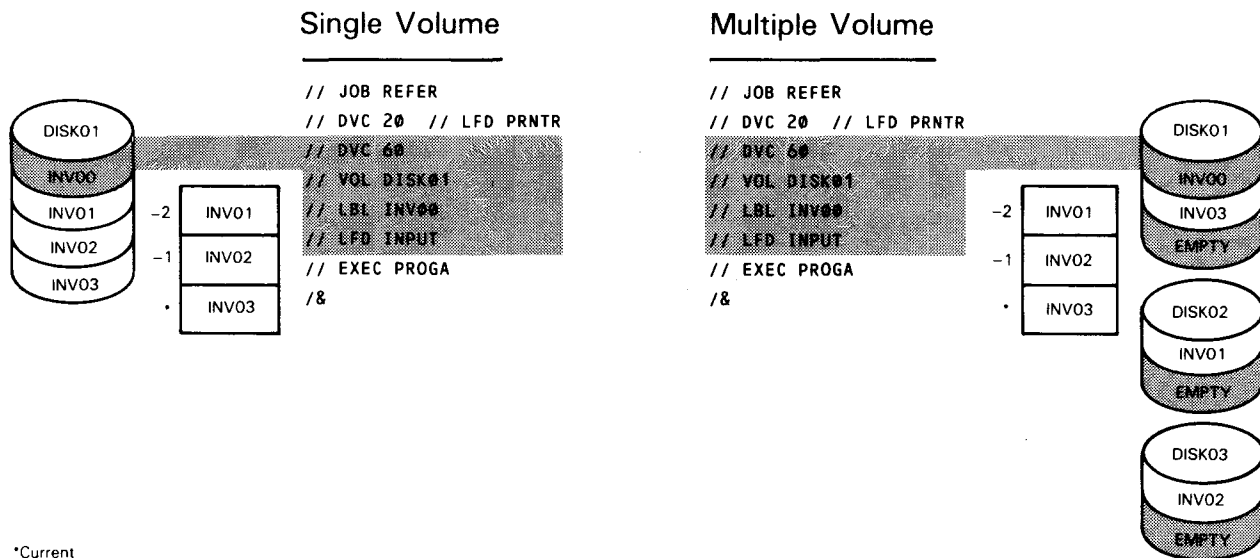 Single Volume
// JOB REFER
// DVC 20 // LFD PRNTR
// DVC 60
// VOL DISK01
// LBL INV00
// LFD INPUT
// EXEC PROGA
/&
DISK01
INV00
INV01
INV02
INV03
-2 INV01
-1 INV02
* INV03
Multiple Volume
// JOB REFER
// DVC 20 // LFD PRNTR
// DVC 60
// VOL DISK01
// LBL INV00
// LFD INPUT
// EXEC PROGA
/&
-2 INV01
-1 INV02
* INV03
DISK01
INV00
INV03
EMPTY
DISK02
INV01
EMPTY
DISK03
INV02
EMPTY
*Current